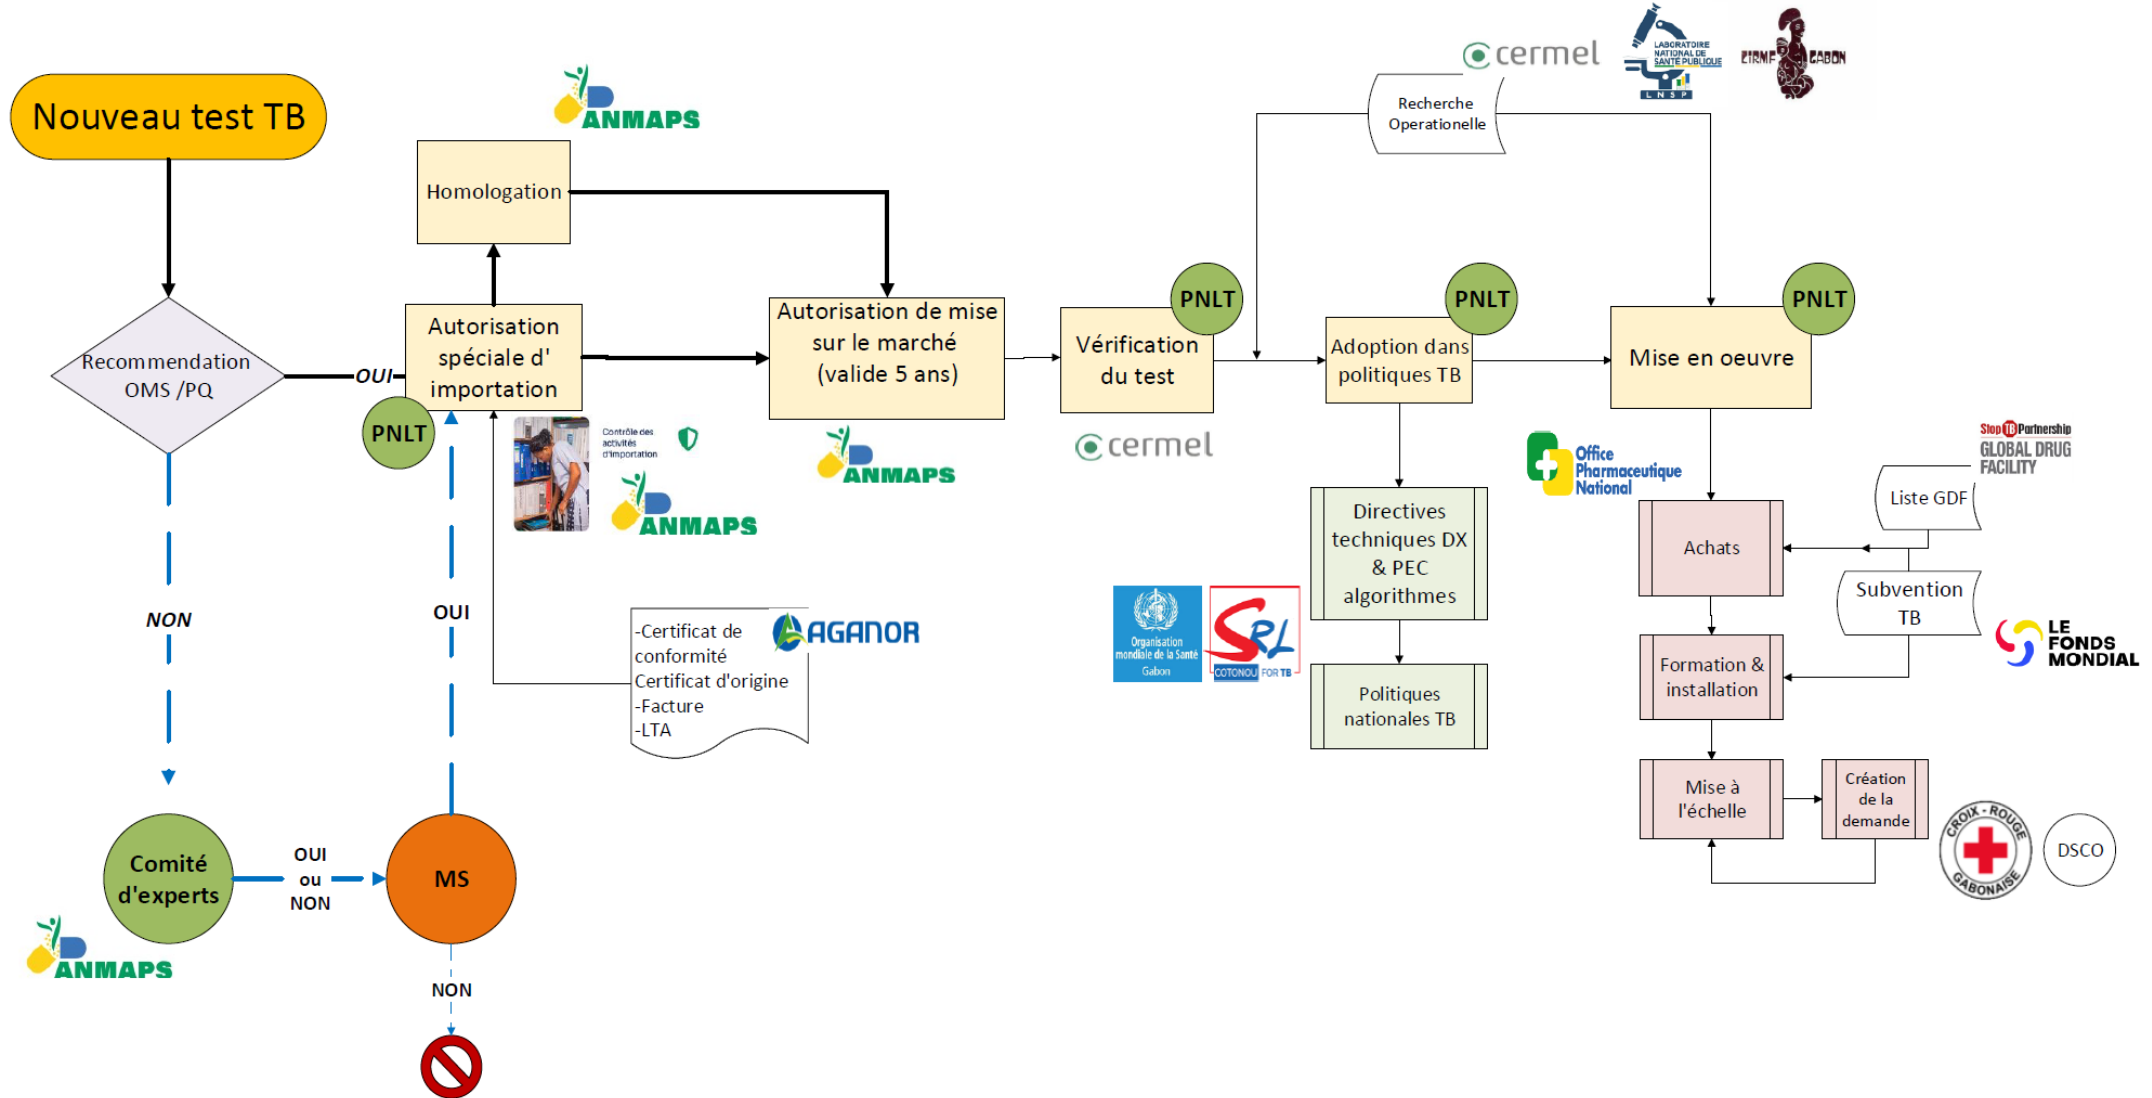 Nouveau test TB
Recommendation
OMS /PQ
OUI
NON
Comité
d'experts
ANMAPS
OUI
ou
NON
MS
OUI
NON
ANMAPS
Homologation
Autorisation
spéciale d'
importation
PNLT
Contrôle des
activités
d'importation
ANMAPS
-Certificat de
conformité
Certificat d'origine
-Facture
-LTA
AGANOR
Autorisation de mise
sur le marché
(valide 5 ans)
ANMAPS
PNLT
Vérification
du test
cermel
Recherche
Operationelle
cermel
LABORATOIRE
NATIONAL DE
SANTÉ PUBLIQUE
LNSP
CIRMF GABON
PNLT
Adoption dans
politiques TB
Directives
techniques DX
& PEC
algorithmes
Politiques
nationales TB
Organisation
mondiale de la Santé
Gabon
SRL
COTONOU FOR TB
PNLT
Mise en oeuvre
Office
Pharmaceutique
National
Achats
Stop TB Partnership
GLOBAL DRUG
FACILITY
Liste GDF
Subvention
TB
LE
FONDS
MONDIAL
Formation &
installation
Mise à
l'échelle
Création
de la
demande
CROIX - ROUGE
GABONAISE
DSCO